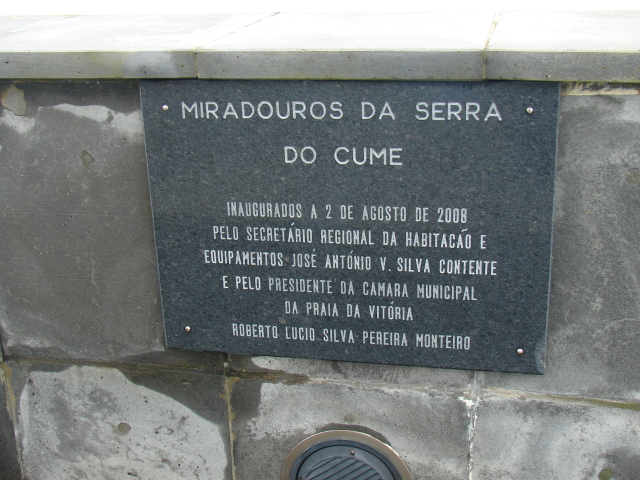 MIRADOUROS DA SERRA
DO CUME
INAUGURADOS A 2 DE AGOSTO DE 2008
PELO SECRETÁRIO REGIONAL DA HABITACÃO E
EQUIPAMENTOS JOSÉ ANTÓNIO V. SILVA CONTENTE
E PELO PRESIDENTE DA CAMARA MUNICIPAL
DA PRAIA DA VITÓRIA
ROBERTO LUCIO SILVA PEREIRA MONTEIRO